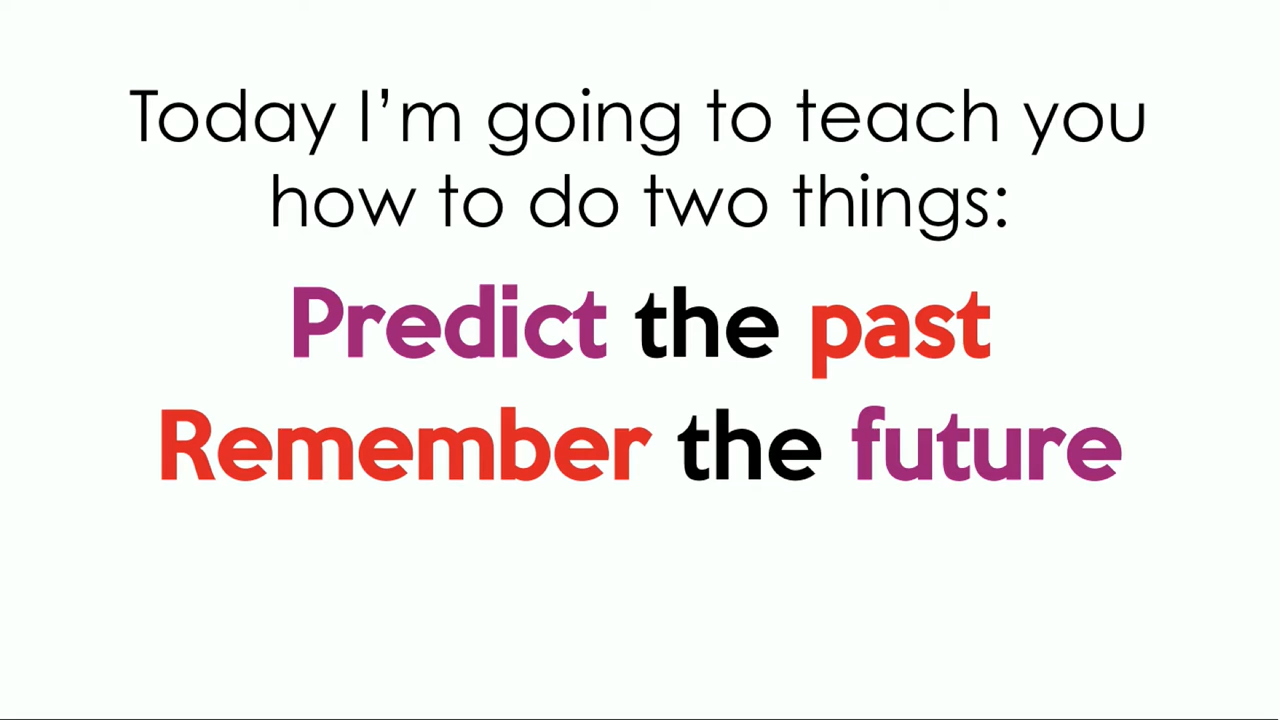 Today I’m going to teach you
how to do two things:
Predict the past
Remember the future